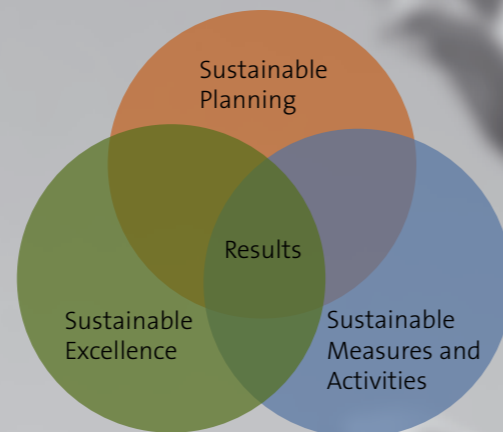 Sustainable
Planning
Results
Sustainable
Excellence
Sustainable
Measures and
Activities